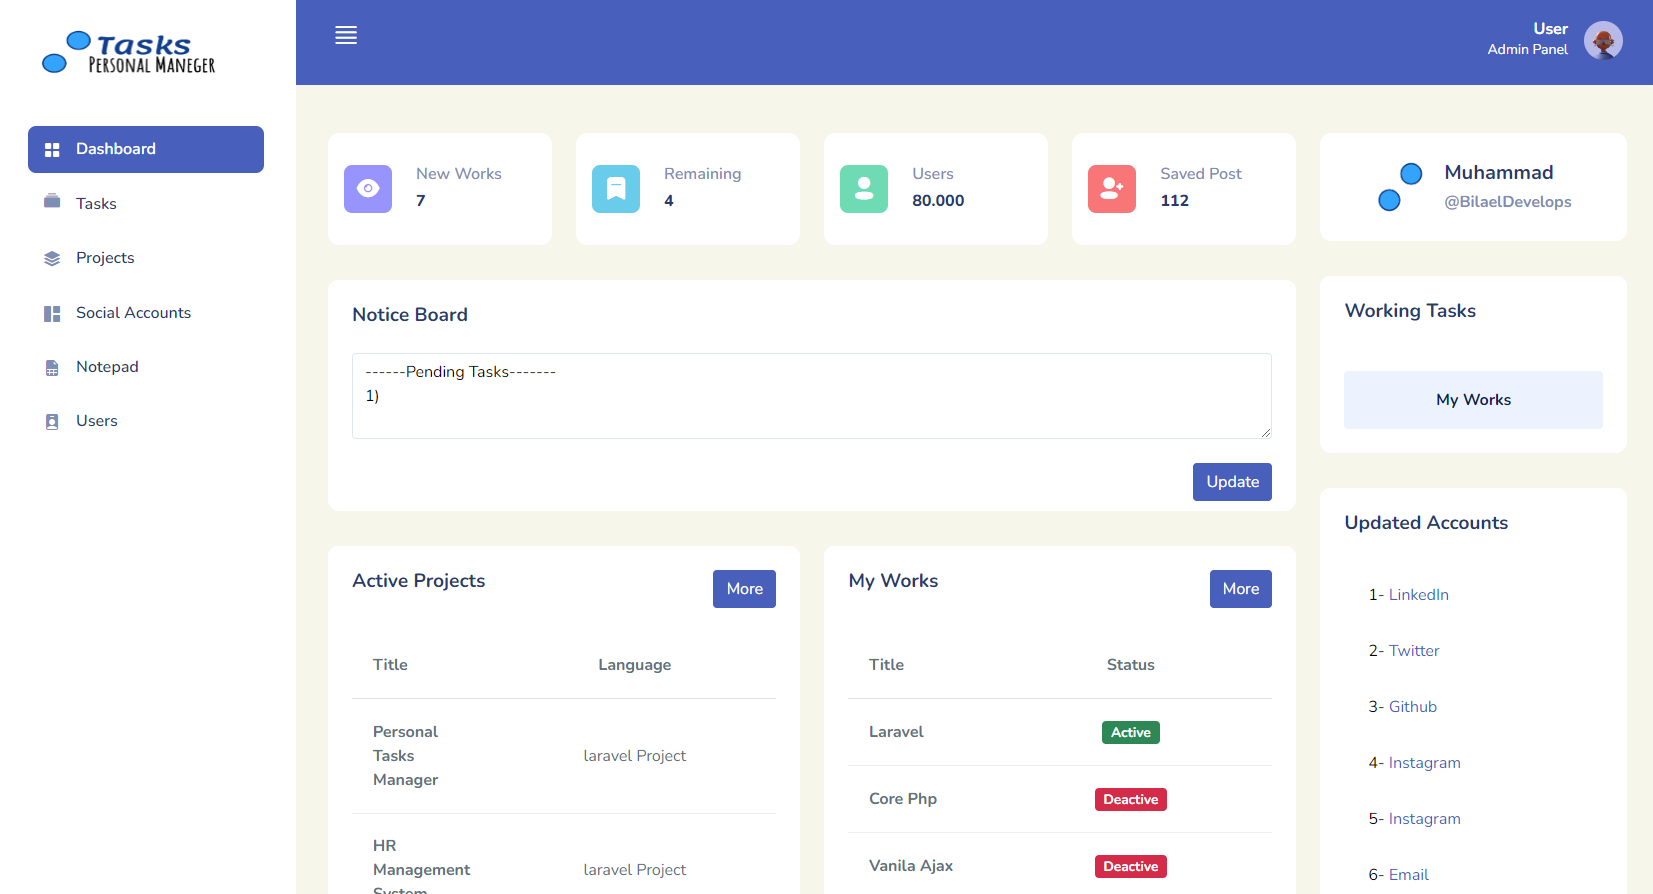 Tasks
PERSONAL MANEGER
User
Admin Panel
Dashboard
Tasks
Projects
Social Accounts
Notepad
Users
New Works
7
Remaining
4
Users
80.000
Saved Post
112
Muhammad
@BilaelDevelops
Notice Board
------Pending Tasks-------
1)
Update
Working Tasks
My Works
Active Projects
More
Title Language
Personal
Tasks
Manager
laravel Project
HR
Management
System
laravel Project
My Works
More
Title Status
Laravel Active
Core Php Deactive
Vanila Ajax Deactive
Updated Accounts
1- LinkedIn
2- Twitter
3- Github
4- Instagram
5- Instagram
6- Email